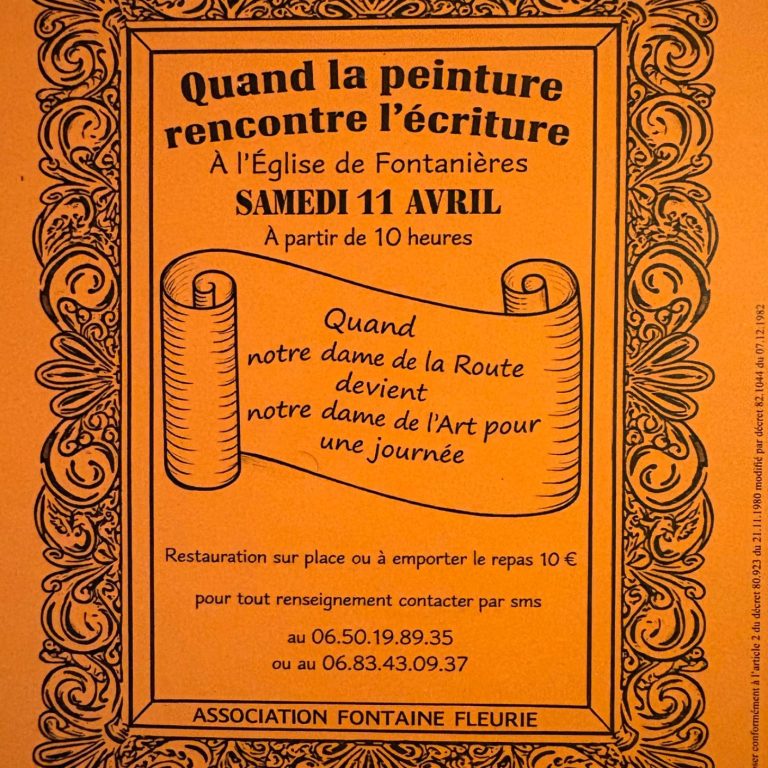 Quand la peinture
rencontre l'écriture
À l'Église de Fontanières
SAMEDI 11 AVRIL
À partir de 10 heures
Quand
notre dame de la Route
devient
notre dame de l'Art pour
une journée
Restauration sur place ou à emporter le repas 10 €
pour tout renseignement contacter par sms
au 06.50.19.89.35
ou au 06.83.43.09.37
ASSOCIATION FONTAINE FLEURIE
conformément à l'article 2 du décret 80.923 du 21.11.1980 modifié par décret 82.1044 du 07.12.1982